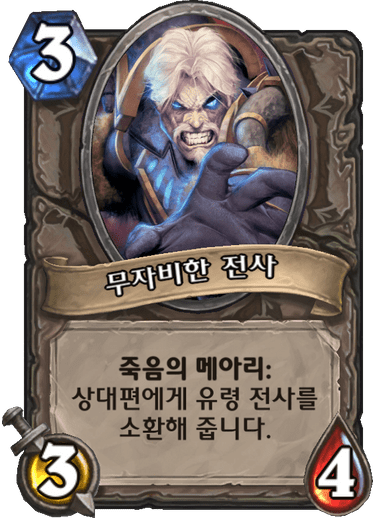 3
무자비한 전사
죽음의 메아리:
상대편에게 유령 전사를
소환해 줍니다.
3
4